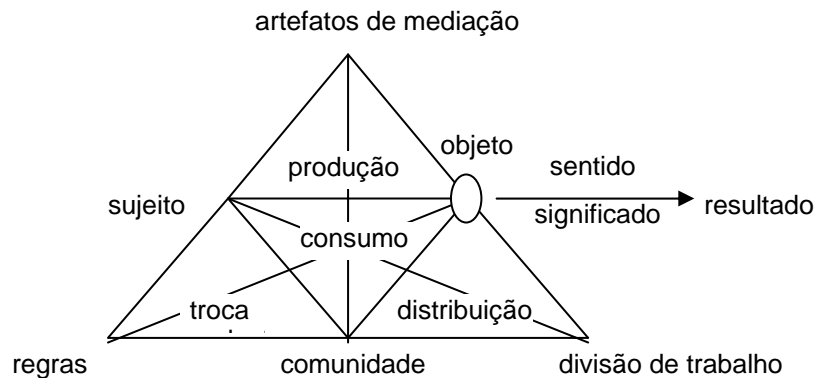 artefatos de mediação
objeto
produção
sentido
sujeito
significado
resultado
consumo
troca
distribuição
regras
comunidade
divisão de trabalho